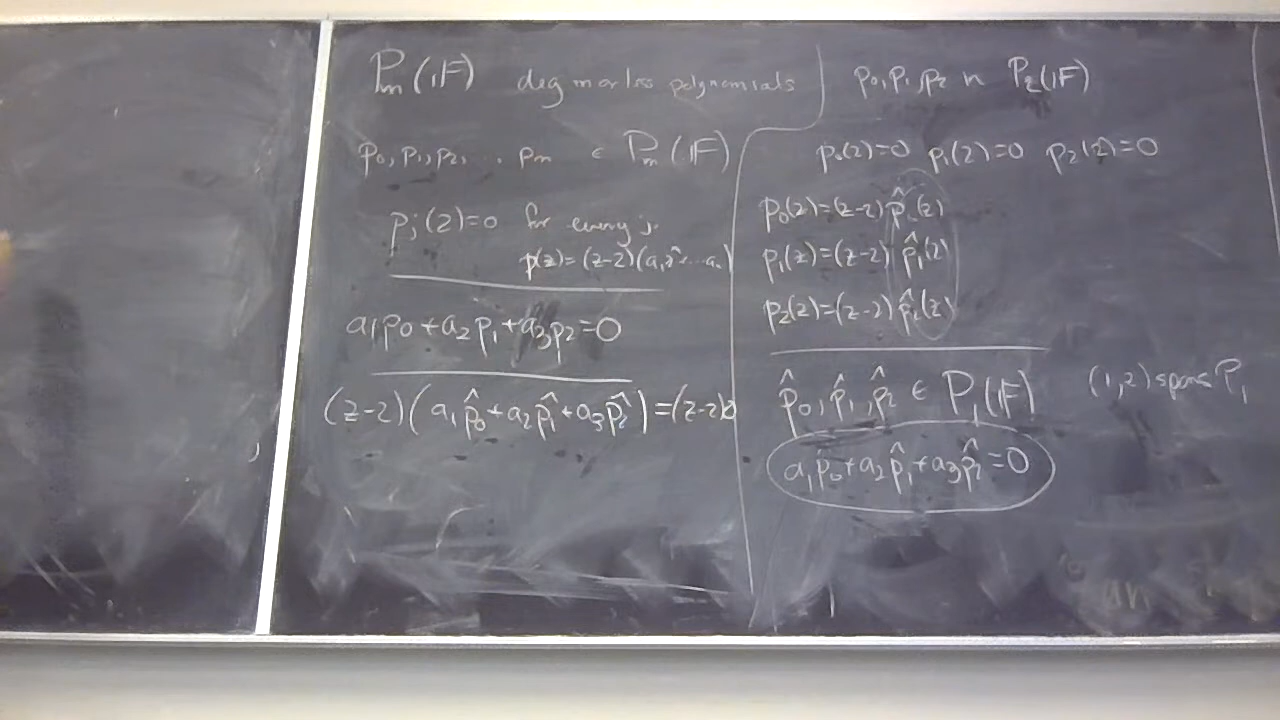 Pm(F) deg m or less polynomials
p0, p1, p2, ... pm ∈ Pm(F)
pj(2)=0 for every j.
p(z)=(z-2)(a1z^...a0)
a1p0+a2p1+a3p2=0
(z-2)(a1p̂0+a2p̂1+a3p̂2)=(z-2)0
p0,p1,p2 in P2(F)
p0(2)=0 p1(2)=0 p2(2)=0
p0(z)=(z-2)p̂0(z)
p1(z)=(z-2)p̂1(z)
p2(z)=(z-2)p̂2(z)
p̂0,p̂1,p̂2 ∈ P1(F) (1,z) spans P1
a1p̂0+a2p̂1+a3p̂2=0